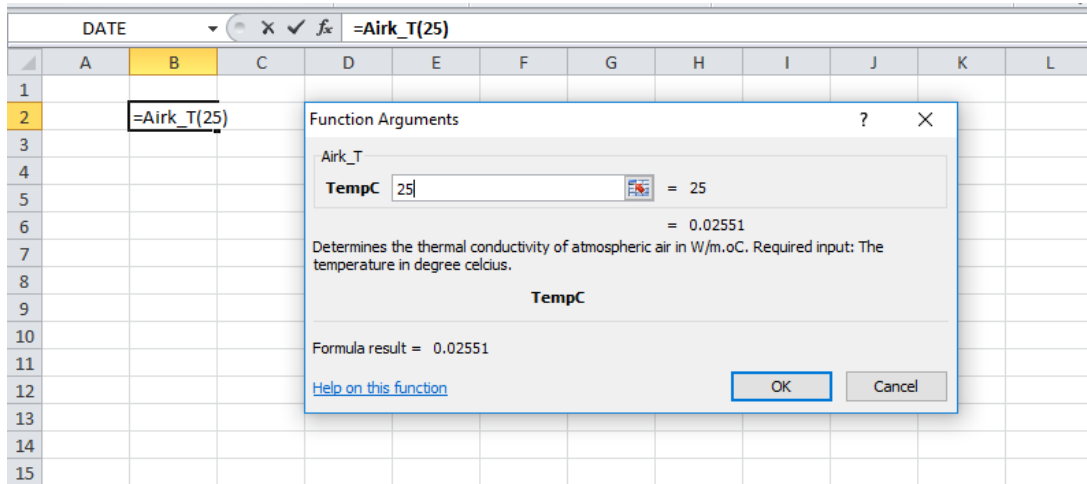 DATE fx =Airk_T(25)
A B C D E F G H I J K L
1
2 =Airk_T(25)
Function Arguments ? 
3
Airk_T
4
TempC 25 = 25
5
6
= 0.02551
7
Determines the thermal conductivity of atmospheric air in W/m.oC. Required input: The
temperature in degree celcius.
8
TempC
9
10
Formula result = 0.02551
11
12
Help on this function OK Cancel
13
14
15